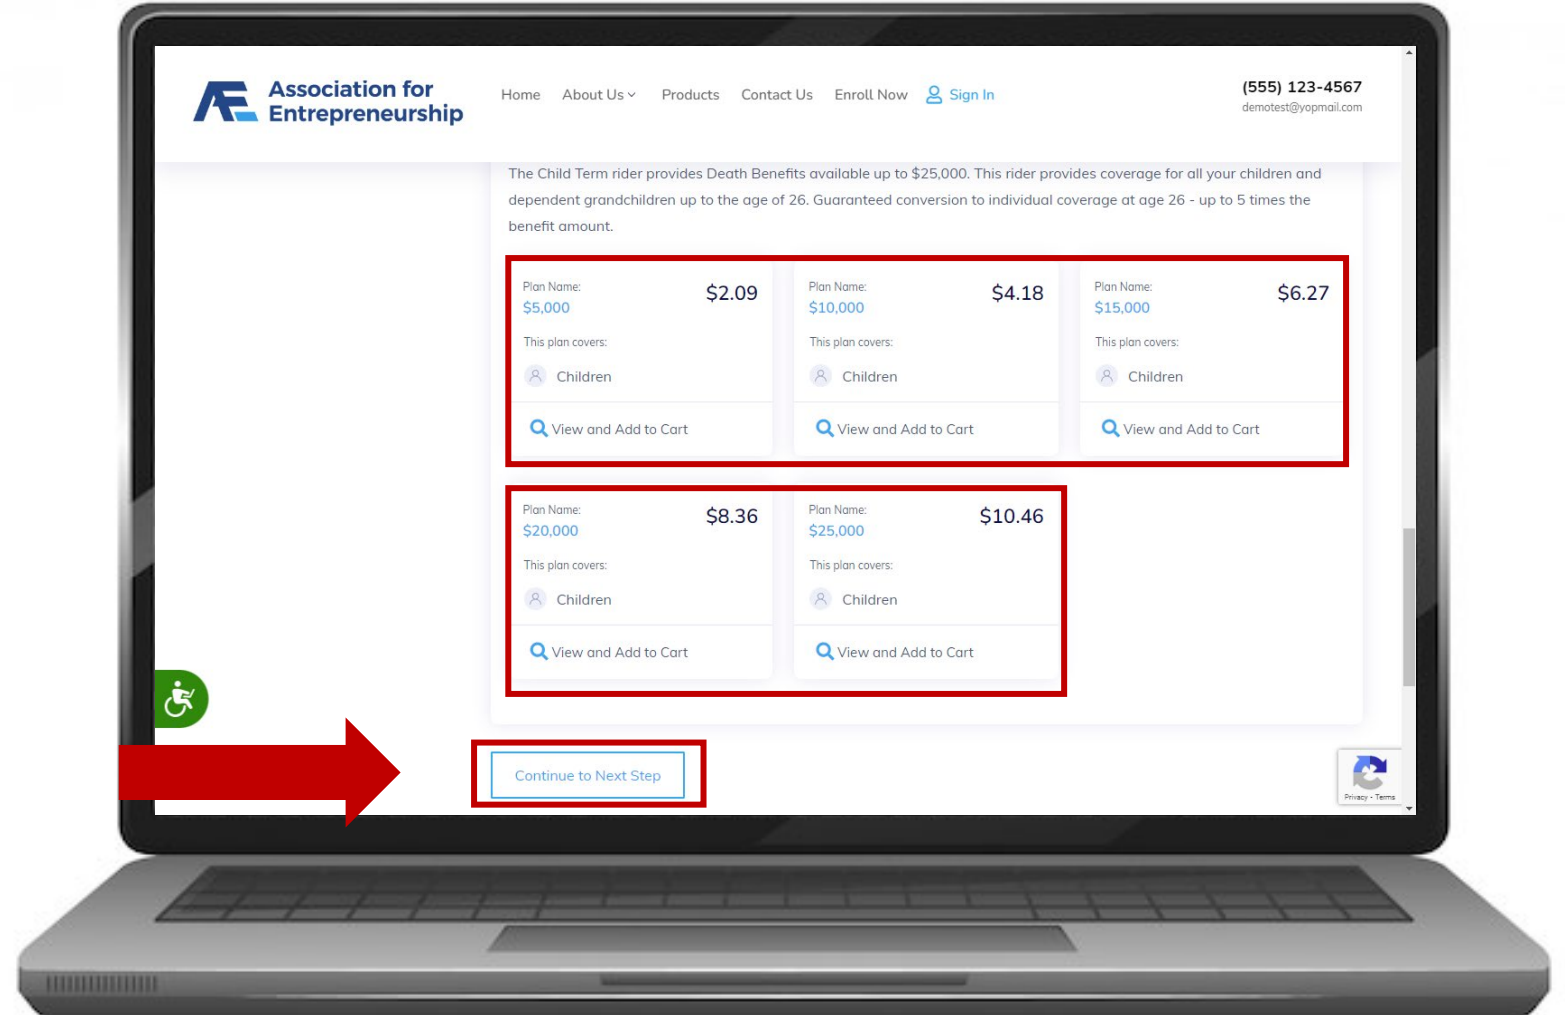 Association for
Entrepreneurship
Home About Us Products Contact Us Enroll Now Sign In
(555) 123-4567
demotest@yopmail.com
The Child Term rider provides Death Benefits available up to $25,000. This rider provides coverage for all your children and
dependent grandchildren up to the age of 26. Guaranteed conversion to individual coverage at age 26 - up to 5 times the
benefit amount.
Plan Name:
$5,000
$2.09
This plan covers:
Children
View and Add to Cart
Plan Name:
$10,000
$4.18
This plan covers:
Children
View and Add to Cart
Plan Name:
$15,000
$6.27
This plan covers:
Children
View and Add to Cart
Plan Name:
$20,000
$8.36
This plan covers:
Children
View and Add to Cart
Plan Name:
$25,000
$10.46
This plan covers:
Children
View and Add to Cart
Continue to Next Step
Privacy - Terms